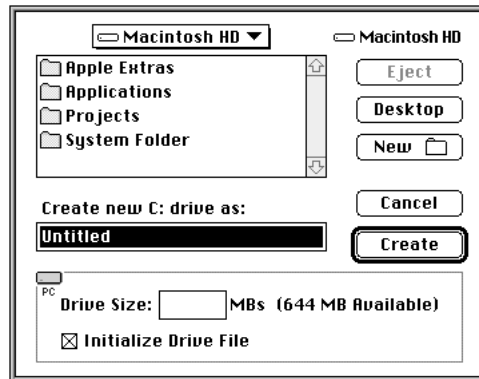 Macintosh HD
Macintosh HD
Apple Extras
Applications
Projects
System Folder
Eject
Desktop
New
Create new C: drive as:
Untitled
Cancel
Create
PC
Drive Size: MBs (644 MB Available)
Initialize Drive File